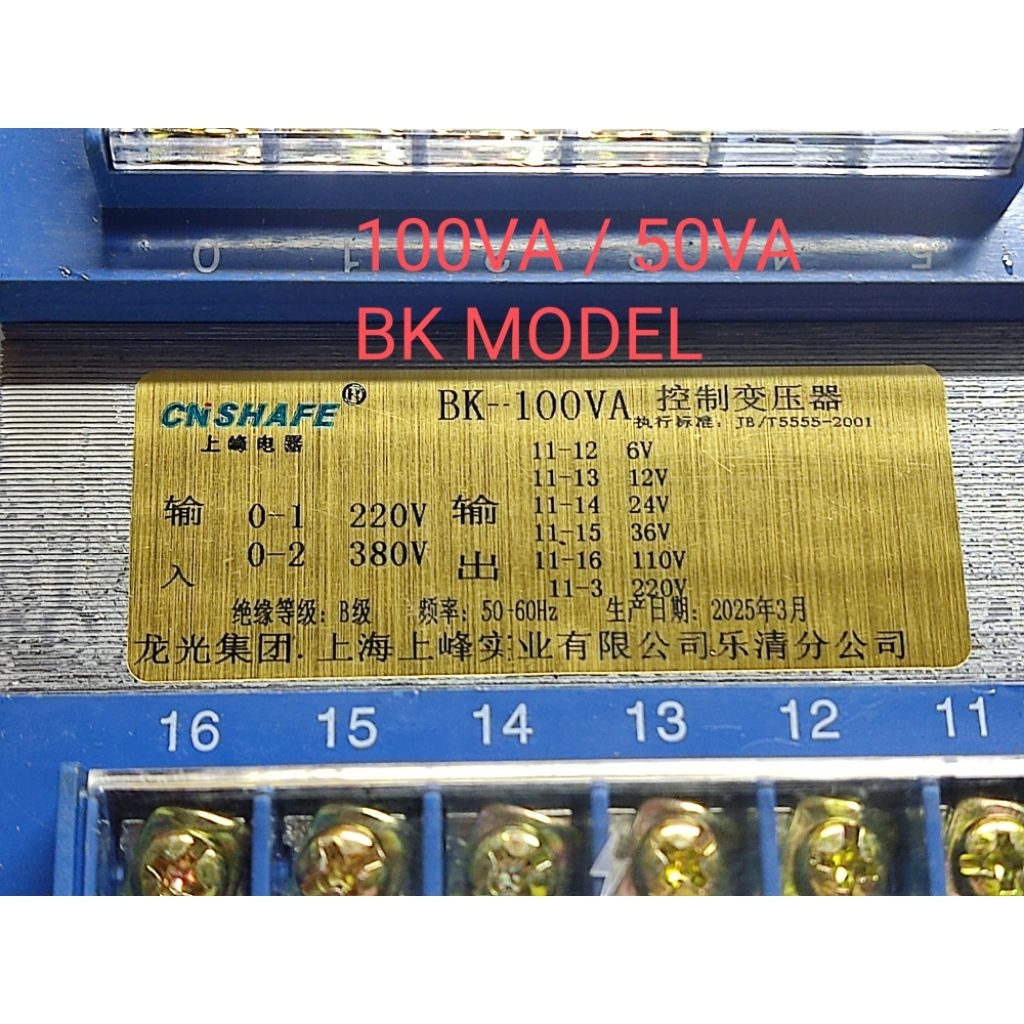 0 1 2 3 4 5
100VA / 50VA
BK MODEL
CNSHAFE®
上峰电器
BK--100VA 控制变压器
执行标准: JB/T5555-2001
输入
0-1 220V
0-2 380V
输出
11-12 6V
11-13 12V
11-14 24V
11-15 36V
11-16 110V
11-3 220V
绝缘等级: B级 频率: 50-60Hz 生产日期: 2025年3月
龙光集团.上海上峰实业有限公司乐清分公司
16 15 14 13 12 11